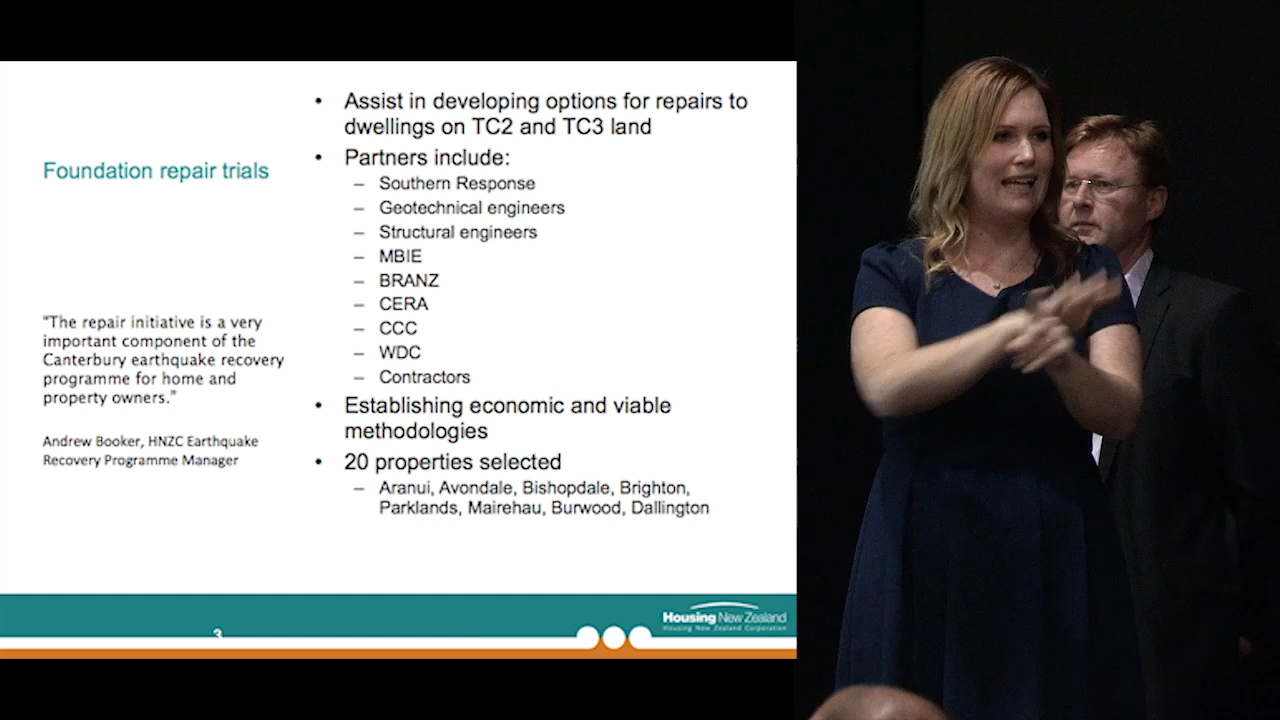 Foundation repair trials
"The repair initiative is a very
important component of the
Canterbury earthquake recovery
programme for home and
property owners."
Andrew Booker, HNZC Earthquake
Recovery Programme Manager
• Assist in developing options for repairs to
dwellings on TC2 and TC3 land
• Partners include:
– Southern Response
– Geotechnical engineers
– Structural engineers
– MBIE
– BRANZ
– CERA
– CCC
– WDC
– Contractors
• Establishing economic and viable
methodologies
• 20 properties selected
– Aranui, Avondale, Bishopdale, Brighton,
Parklands, Mairehau, Burwood, Dallington
3
Housing New Zealand
Housing New Zealand Corporation